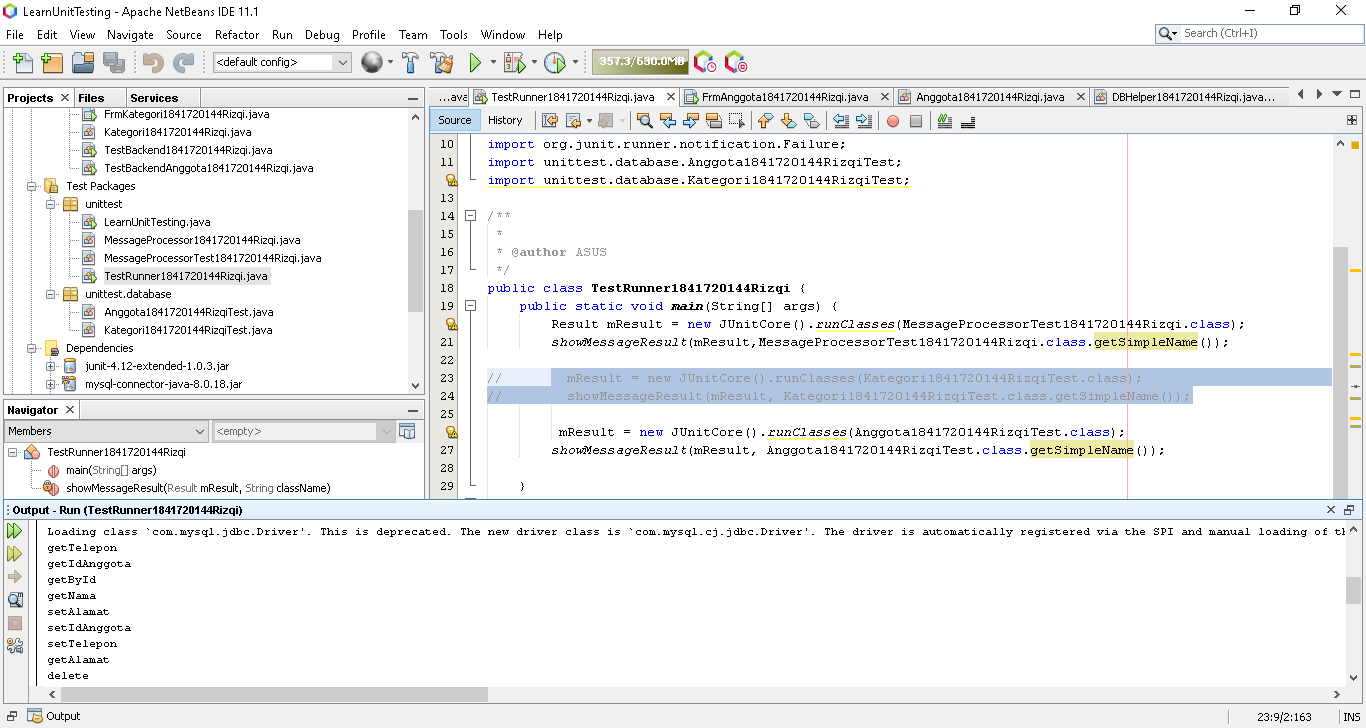 LearnUnitTesting - Apache NetBeans IDE 11.1
File Edit View Navigate Source Refactor Run Debug Profile Team Tools Window Help
Search (Ctrl+I)
<default config>
357.3/630.0MB
Projects Files Services
FrmKategori1841720144Rizqi.java
Kategori1841720144Rizqi.java
TestBackend1841720144Rizqi.java
TestBackendAnggota1841720144Rizqi.java
Test Packages
unittest
LearnUnitTesting.java
MessageProcessor1841720144Rizqi.java
MessageProcessorTest1841720144Rizqi.java
TestRunner1841720144Rizqi.java
unittest.database
Anggota1841720144RizqiTest.java
Kategori1841720144RizqiTest.java
Dependencies
junit-4.12-extended-1.0.3.jar
mysql-connector-java-8.0.18.jar
Navigator
Members
<empty>
TestRunner1841720144Rizqi
main(String[] args)
showMessageResult(Result mResult, String className)
...ava TestRunner1841720144Rizqi.java FrmAnggota1841720144Rizqi.java Anggota1841720144Rizqi.java DBHelper1841720144Rizqi.java...
Source History
10 import org.junit.runner.notification.Failure;
11 import unittest.database.Anggota1841720144RizqiTest;
import unittest.database.Kategori1841720144RizqiTest;
13
14 /**
15 *
16 * @author ASUS
17 */
18 public class TestRunner1841720144Rizqi {
19 public static void main(String[] args) {
Result mResult = new JUnitCore().runClasses(MessageProcessorTest1841720144Rizqi.class);
21 showMessageResult(mResult,MessageProcessorTest1841720144Rizqi.class.getSimpleName());
22
23 // mResult = new JUnitCore().runClasses(Kategori1841720144RizqiTest.class);
24 // showMessageResult(mResult, Kategori1841720144RizqiTest.class.getSimpleName());
25
mResult = new JUnitCore().runClasses(Anggota1841720144RizqiTest.class);
27 showMessageResult(mResult, Anggota1841720144RizqiTest.class.getSimpleName());
28
29 }
Output - Run (TestRunner1841720144Rizqi)
Loading class `com.mysql.jdbc.Driver'. This is deprecated. The new driver class is `com.mysql.cj.jdbc.Driver'. The driver is automatically registered via the SPI and manual loading of
getTelepon
getIdAnggota
getById
getNama
setAlamat
setIdAnggota
setTelepon
getAlamat
delete
Output
23:9/2:163 INS